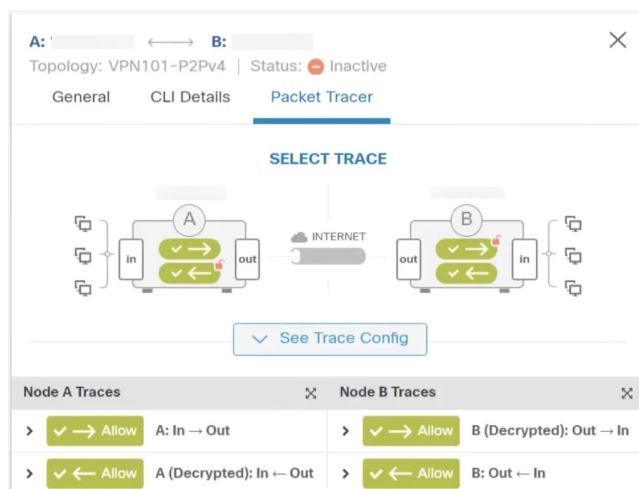 A: ⟷ B:
Topology: VPN101-P2Pv4 | Status: Inactive
General CLI Details Packet Tracer
SELECT TRACE
A B
INTERNET
in out out in
See Trace Config
Node A Traces Node B Traces
→ Allow A: In → Out → Allow B (Decrypted): Out → In
← Allow A (Decrypted): In ← Out ← Allow B: Out ← In